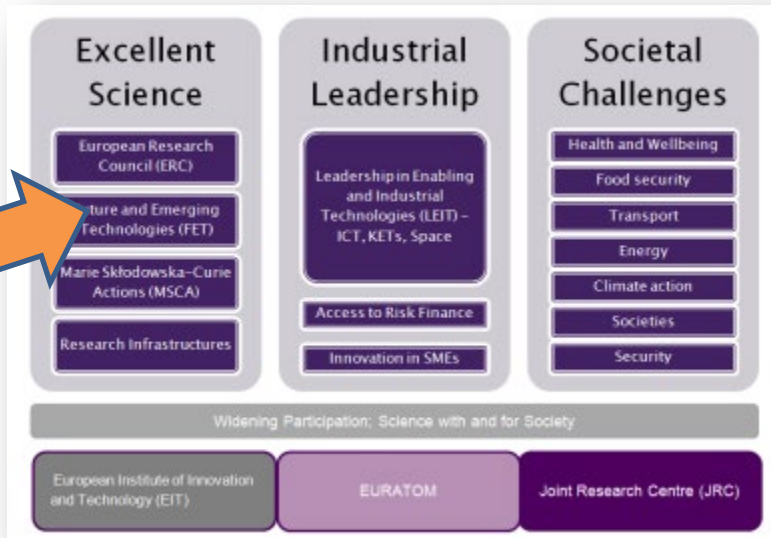 Excellent
Science
European Research
Council (ERC)
ture and Emerging
Technologies (FET)
Marie Skłodowska-Curie
Actions (MSCA)
Research Infrastructures
Industrial
Leadership
Leadership in Enabling
and Industrial
Technologies (LEIT) -
ICT, KETs, Space
Access to Risk Finance
Innovation in SMEs
Societal
Challenges
Health and Wellbeing
Food security
Transport
Energy
Climate action
Societies
Security
Widening Participation; Science with and for Society
European Institute of Innovation
and Technology (EIT)
EURATOM
Joint Research Centre (JRC)